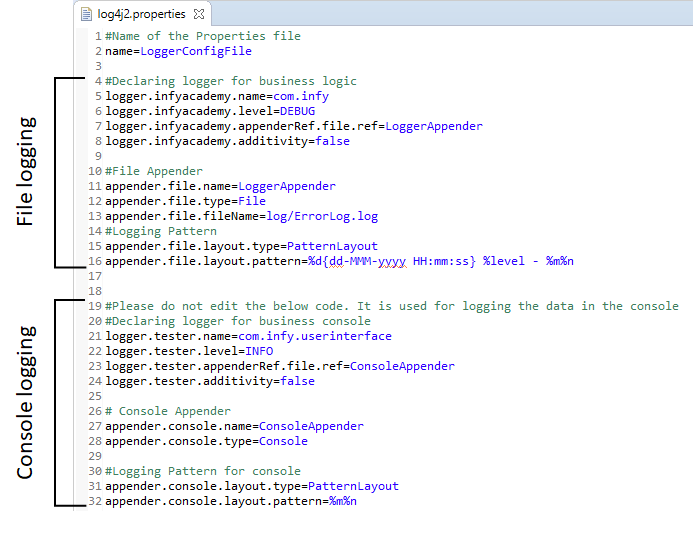 log4j2.properties
File logging
Console logging
1 #Name of the Properties file
2 name=LoggerConfigFile
3
4 #Declaring logger for business logic
5 logger.infyacademy.name=com.infy
6 logger.infyacademy.level=DEBUG
7 logger.infyacademy.appenderRef.file.ref=LoggerAppender
8 logger.infyacademy.additivity=false
9
10 #File Appender
11 appender.file.name=LoggerAppender
12 appender.file.type=File
13 appender.file.fileName=log/ErrorLog.log
14 #Logging Pattern
15 appender.file.layout.type=PatternLayout
16 appender.file.layout.pattern=%d{dd-MMM-yyyy HH:mm:ss} %level - %m%n
17
18
19 #Please do not edit the below code. It is used for logging the data in the console
20 #Declaring logger for business console
21 logger.tester.name=com.infy.userinterface
22 logger.tester.level=INFO
23 logger.tester.appenderRef.file.ref=ConsoleAppender
24 logger.tester.additivity=false
25
26 # Console Appender
27 appender.console.name=ConsoleAppender
28 appender.console.type=Console
29
30 #Logging Pattern for console
31 appender.console.layout.type=PatternLayout
32 appender.console.layout.pattern=%m%n